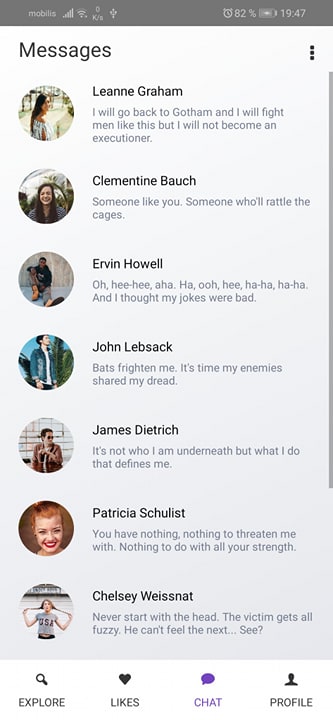 mobilis 0 K/s 82 % 19:47
Messages
Leanne Graham
I will go back to Gotham and I will fight
men like this but I will not become an
executioner.
Clementine Bauch
Someone like you. Someone who'll rattle the
cages.
Ervin Howell
Oh, hee-hee, aha. Ha, ooh, hee, ha-ha, ha-ha.
And I thought my jokes were bad.
John Lebsack
Bats frighten me. It's time my enemies
shared my dread.
James Dietrich
It's not who I am underneath but what I do
that defines me.
Patricia Schulist
You have nothing, nothing to threaten me
with. Nothing to do with all your strength.
Chelsey Weissnat
Never start with the head. The victim gets all
fuzzy. He can't feel the next... See?
USA
EXPLORE LIKES CHAT PROFILE